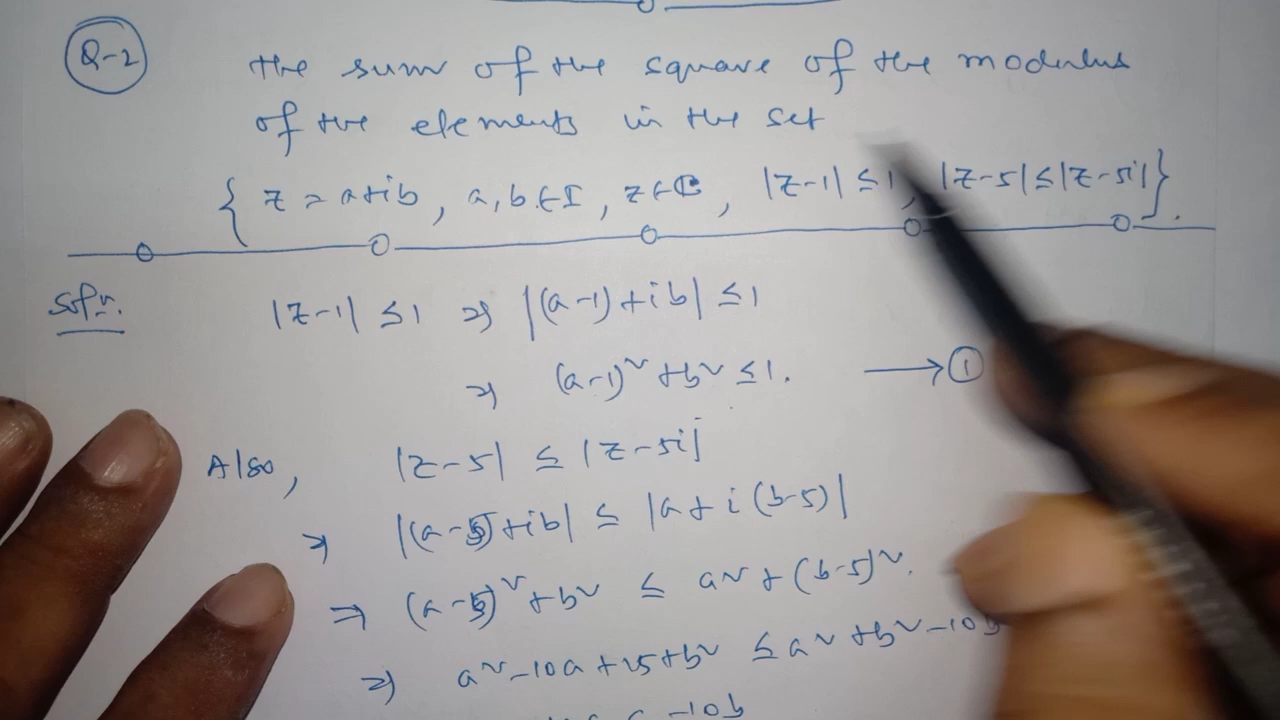 Q-2
the sum of the square of the modulus
of the elements in the set
{ z = a+ib, a, b ∈ I, z ∈ ℂ, |z-1| ≤ 1, |z-5| ≤ |z-5i| }.
Soln. |z-1| ≤ 1 ⇒ |(a-1)+ib| ≤ 1
⇒ (a-1)² + b² ≤ 1. → ①
Also, |z-5| ≤ |z-5i|
⇒ |(a-5)+ib| ≤ |a+i(b-5)|
⇒ (a-5)² + b² ≤ a² + (b-5)².
⇒ a² - 10a + 25 + b² ≤ a² + b² - 10b
-10b